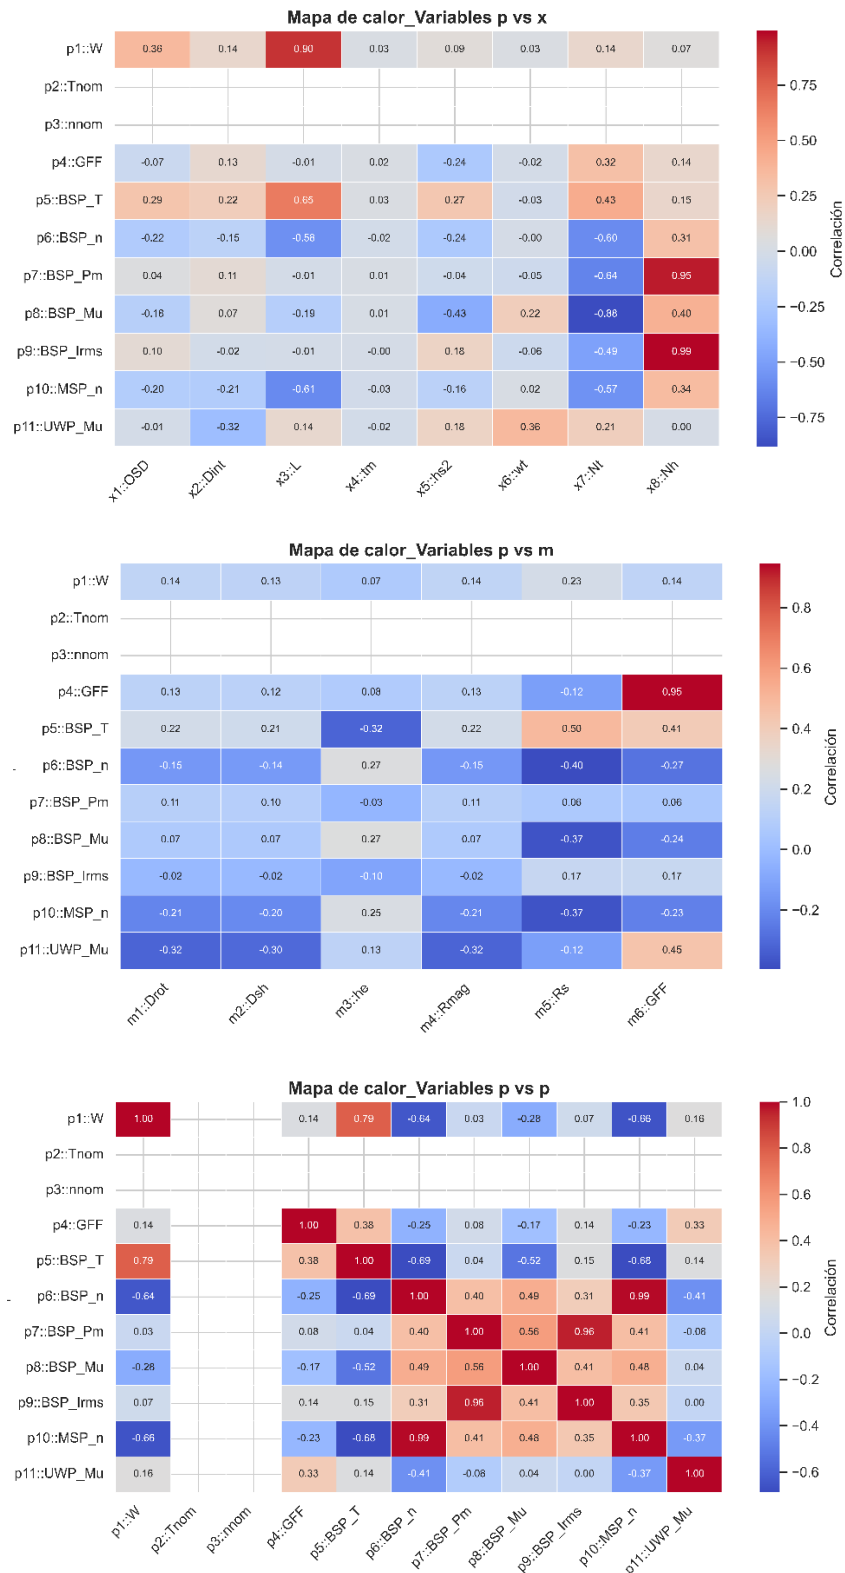 Mapa de calor_Variables p vs x
p1::W 0.36 0.14 0.90 0.03 0.09 0.03 0.14 0.07
p2::Tnom
p3::nnom
p4::GFF -0.07 0.13 -0.01 0.02 -0.24 -0.02 0.32 0.14
p5::BSP_T 0.29 0.22 0.65 0.03 0.27 -0.03 0.43 0.15
p6::BSP_n -0.22 -0.15 -0.58 -0.02 -0.24 -0.00 -0.60 0.31
p7::BSP_Pm 0.04 0.11 -0.01 0.01 -0.04 -0.05 -0.64 0.95
p8::BSP_Mu -0.16 0.07 -0.19 0.01 -0.43 0.22 -0.88 0.40
p9::BSP_Irms 0.10 -0.02 -0.01 -0.00 0.18 -0.06 -0.49 0.99
p10::MSP_n -0.20 -0.21 -0.61 -0.03 -0.16 0.02 -0.57 0.34
p11::UWP_Mu -0.01 -0.32 0.14 -0.02 0.18 0.36 0.21 0.00
x1::OSD x2::Dint x3::L x4::tm x5::hs2 x6::wt x7::Nt x8::Nh
0.75
0.50
0.25
0.00
-0.25
-0.50
-0.75
Correlación
Mapa de calor_Variables p vs m
p1::W 0.14 0.13 0.07 0.14 0.23 0.14
p2::Tnom
p3::nnom
p4::GFF 0.13 0.12 0.08 0.13 -0.12 0.95
p5::BSP_T 0.22 0.21 -0.32 0.22 0.50 0.41
p6::BSP_n -0.15 -0.14 0.27 -0.15 -0.40 -0.27
p7::BSP_Pm 0.11 0.10 -0.03 0.11 0.06 0.06
p8::BSP_Mu 0.07 0.07 0.27 0.07 -0.37 -0.24
p9::BSP_Irms -0.02 -0.02 -0.10 -0.02 0.17 0.17
p10::MSP_n -0.21 -0.20 0.25 -0.21 -0.37 -0.23
p11::UWP_Mu -0.32 -0.30 0.13 -0.32 -0.12 0.45
m1::Drot m2::Dsh m3::he m4::Rmag m5::Rs m6::GFF
0.8
0.6
0.4
0.2
0.0
-0.2
Correlación
Mapa de calor_Variables p vs p
p1::W 1.00 0.14 0.79 -0.64 0.03 -0.28 0.07 -0.66 0.16
p2::Tnom
p3::nnom
p4::GFF 0.14 1.00 0.38 -0.25 0.08 -0.17 0.14 -0.23 0.33
p5::BSP_T 0.79 0.38 1.00 -0.69 0.04 -0.52 0.15 -0.68 0.14
p6::BSP_n -0.64 -0.25 -0.69 1.00 0.40 0.49 0.31 0.99 -0.41
p7::BSP_Pm 0.03 0.08 0.04 0.40 1.00 0.56 0.96 0.41 -0.08
p8::BSP_Mu -0.28 -0.17 -0.52 0.49 0.56 1.00 0.41 0.48 0.04
p9::BSP_Irms 0.07 0.14 0.15 0.31 0.96 0.41 1.00 0.35 0.00
p10::MSP_n -0.66 -0.23 -0.68 0.99 0.41 0.48 0.35 1.00 -0.37
p11::UWP_Mu 0.16 0.33 0.14 -0.41 -0.08 0.04 0.00 -0.37 1.00
p1::W p2::Tnom p3::nnom p4::GFF p5::BSP_T p6::BSP_n p7::BSP_Pm p8::BSP_Mu p9::BSP_Irms p10::MSP_n p11::UWP_Mu
1.0
0.8
0.6
0.4
0.2
0.0
-0.2
-0.4
-0.6
Correlación